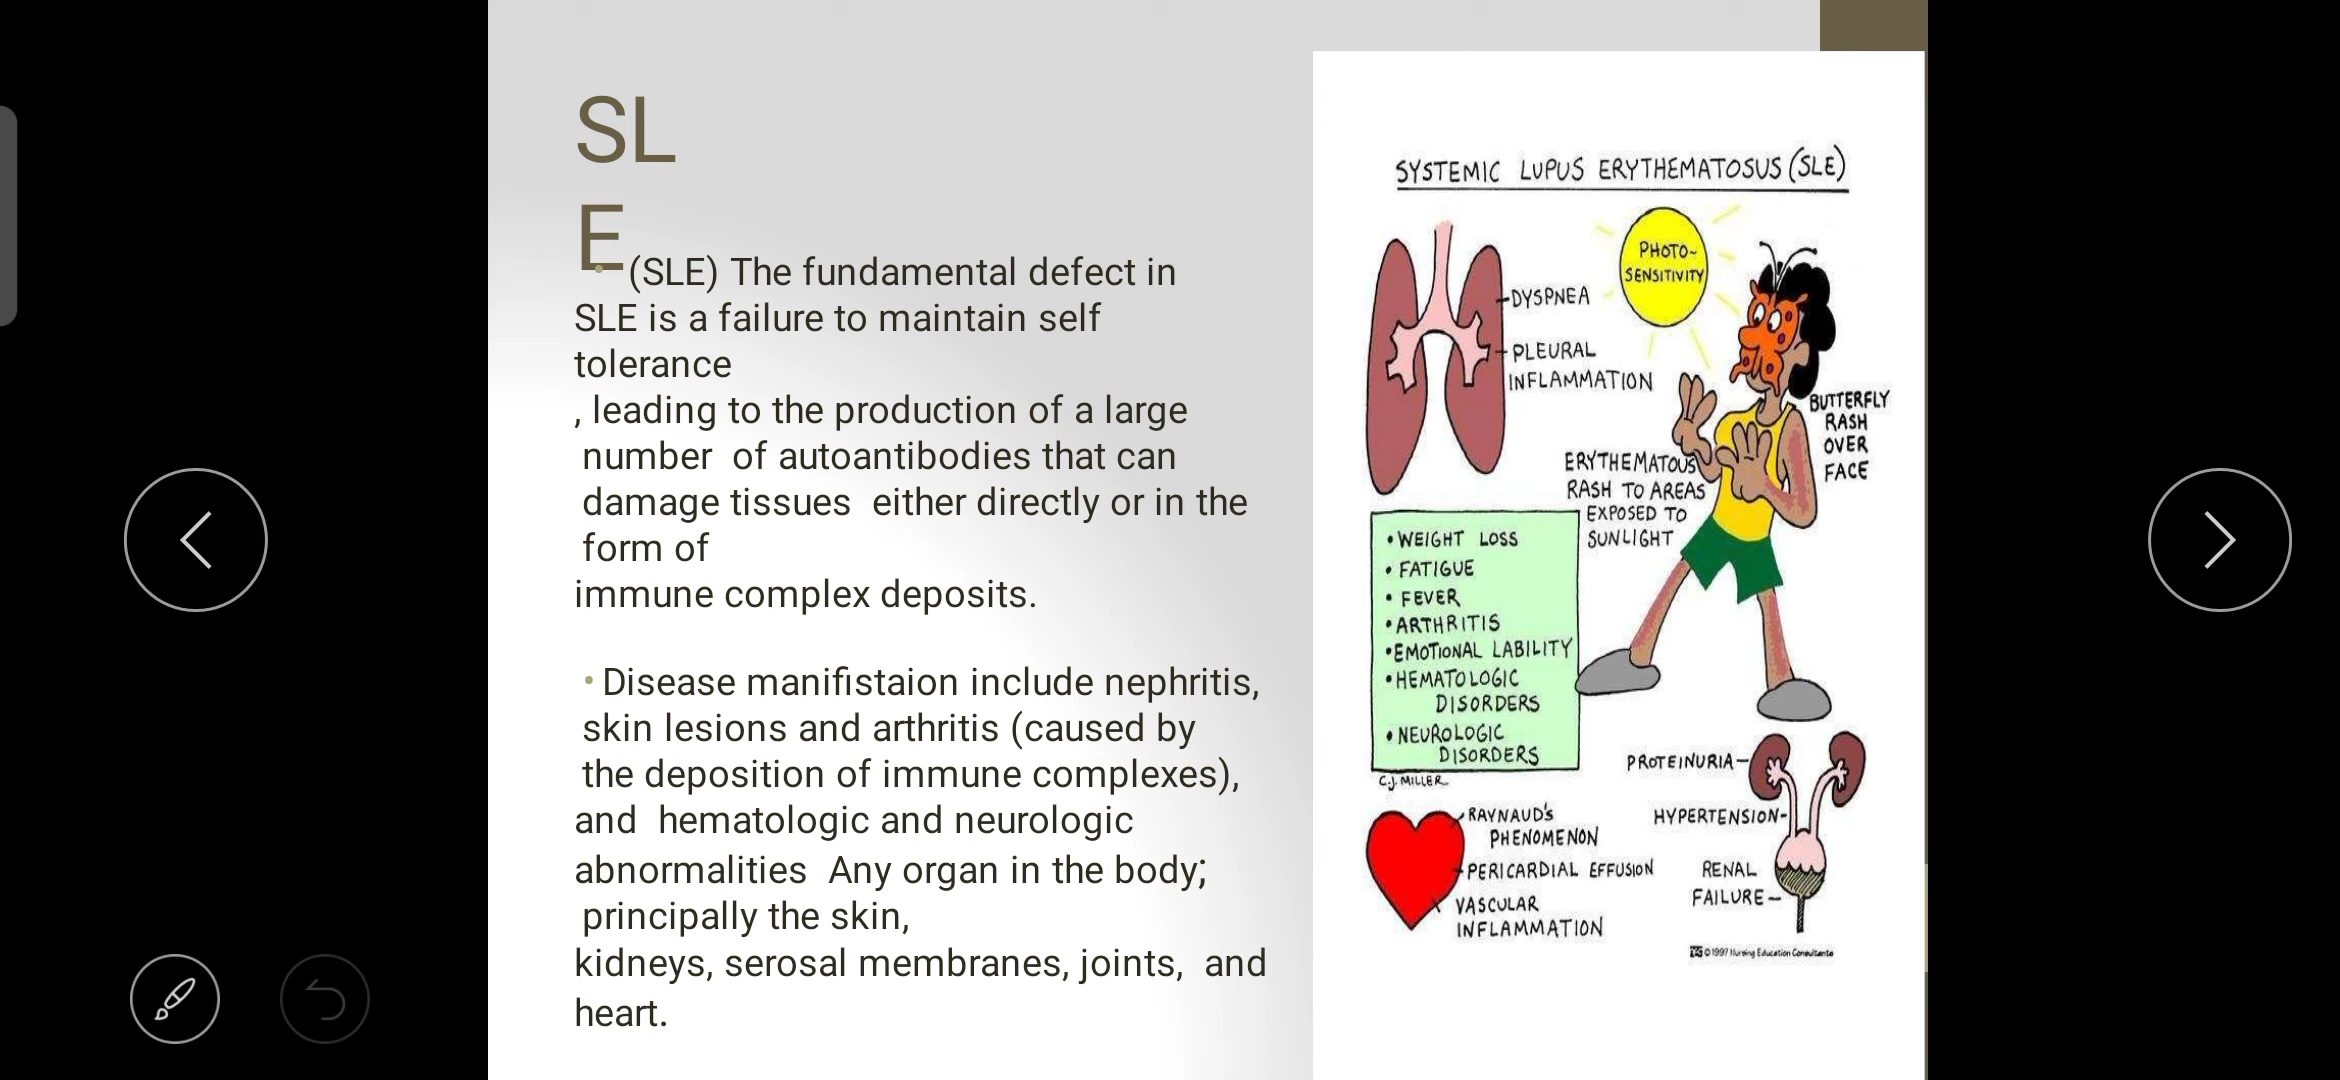 SL
E
• (SLE) The fundamental defect in
SLE is a failure to maintain self
tolerance
, leading to the production of a large
number of autoantibodies that can
damage tissues either directly or in the
form of
immune complex deposits.
• Disease manifistaion include nephritis,
skin lesions and arthritis (caused by
the deposition of immune complexes),
and hematologic and neurologic
abnormalities Any organ in the body;
principally the skin,
kidneys, serosal membranes, joints, and
heart.
SYSTEMIC LUPUS ERYTHEMATOSUS (SLE)
PHOTO-
SENSITIVITY
DYSPNEA
PLEURAL
INFLAMMATION
BUTTERFLY
RASH
OVER
FACE
ERYTHEMATOUS
RASH TO AREAS
EXPOSED TO
SUNLIGHT
• WEIGHT LOSS
• FATIGUE
• FEVER
• ARTHRITIS
• EMOTIONAL LABILITY
• HEMATOLOGIC
DISORDERS
• NEUROLOGIC
DISORDERS
C.J. MILLER
PROTEINURIA
HYPERTENSION
RENAL
FAILURE
RAYNAUD'S
PHENOMENON
PERICARDIAL EFFUSION
VASCULAR
INFLAMMATION
©1997 Nursing Education Consultants